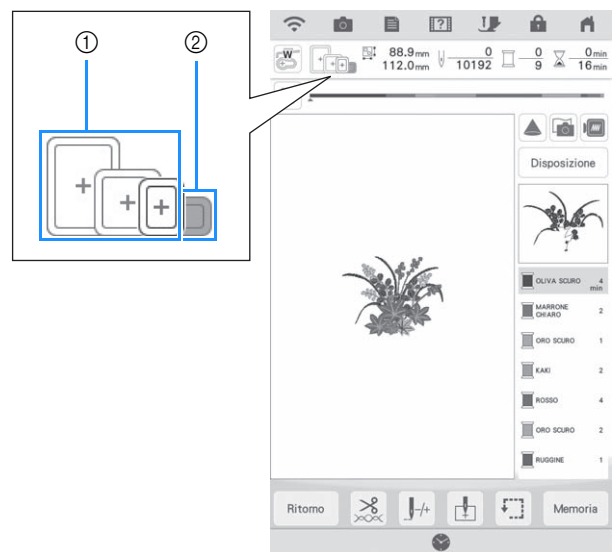 ① ②
W
88.9mm
112.0mm
0
10192
0
9
0min
16min
Disposizione
OLIVA SCURO 4
min
MARRONE
CHIARO 2
ORO SCURO 1
KAKI 2
ROSSO 4
ORO SCURO 2
RUGGINE 1
Ritorno
-/+
Memoria